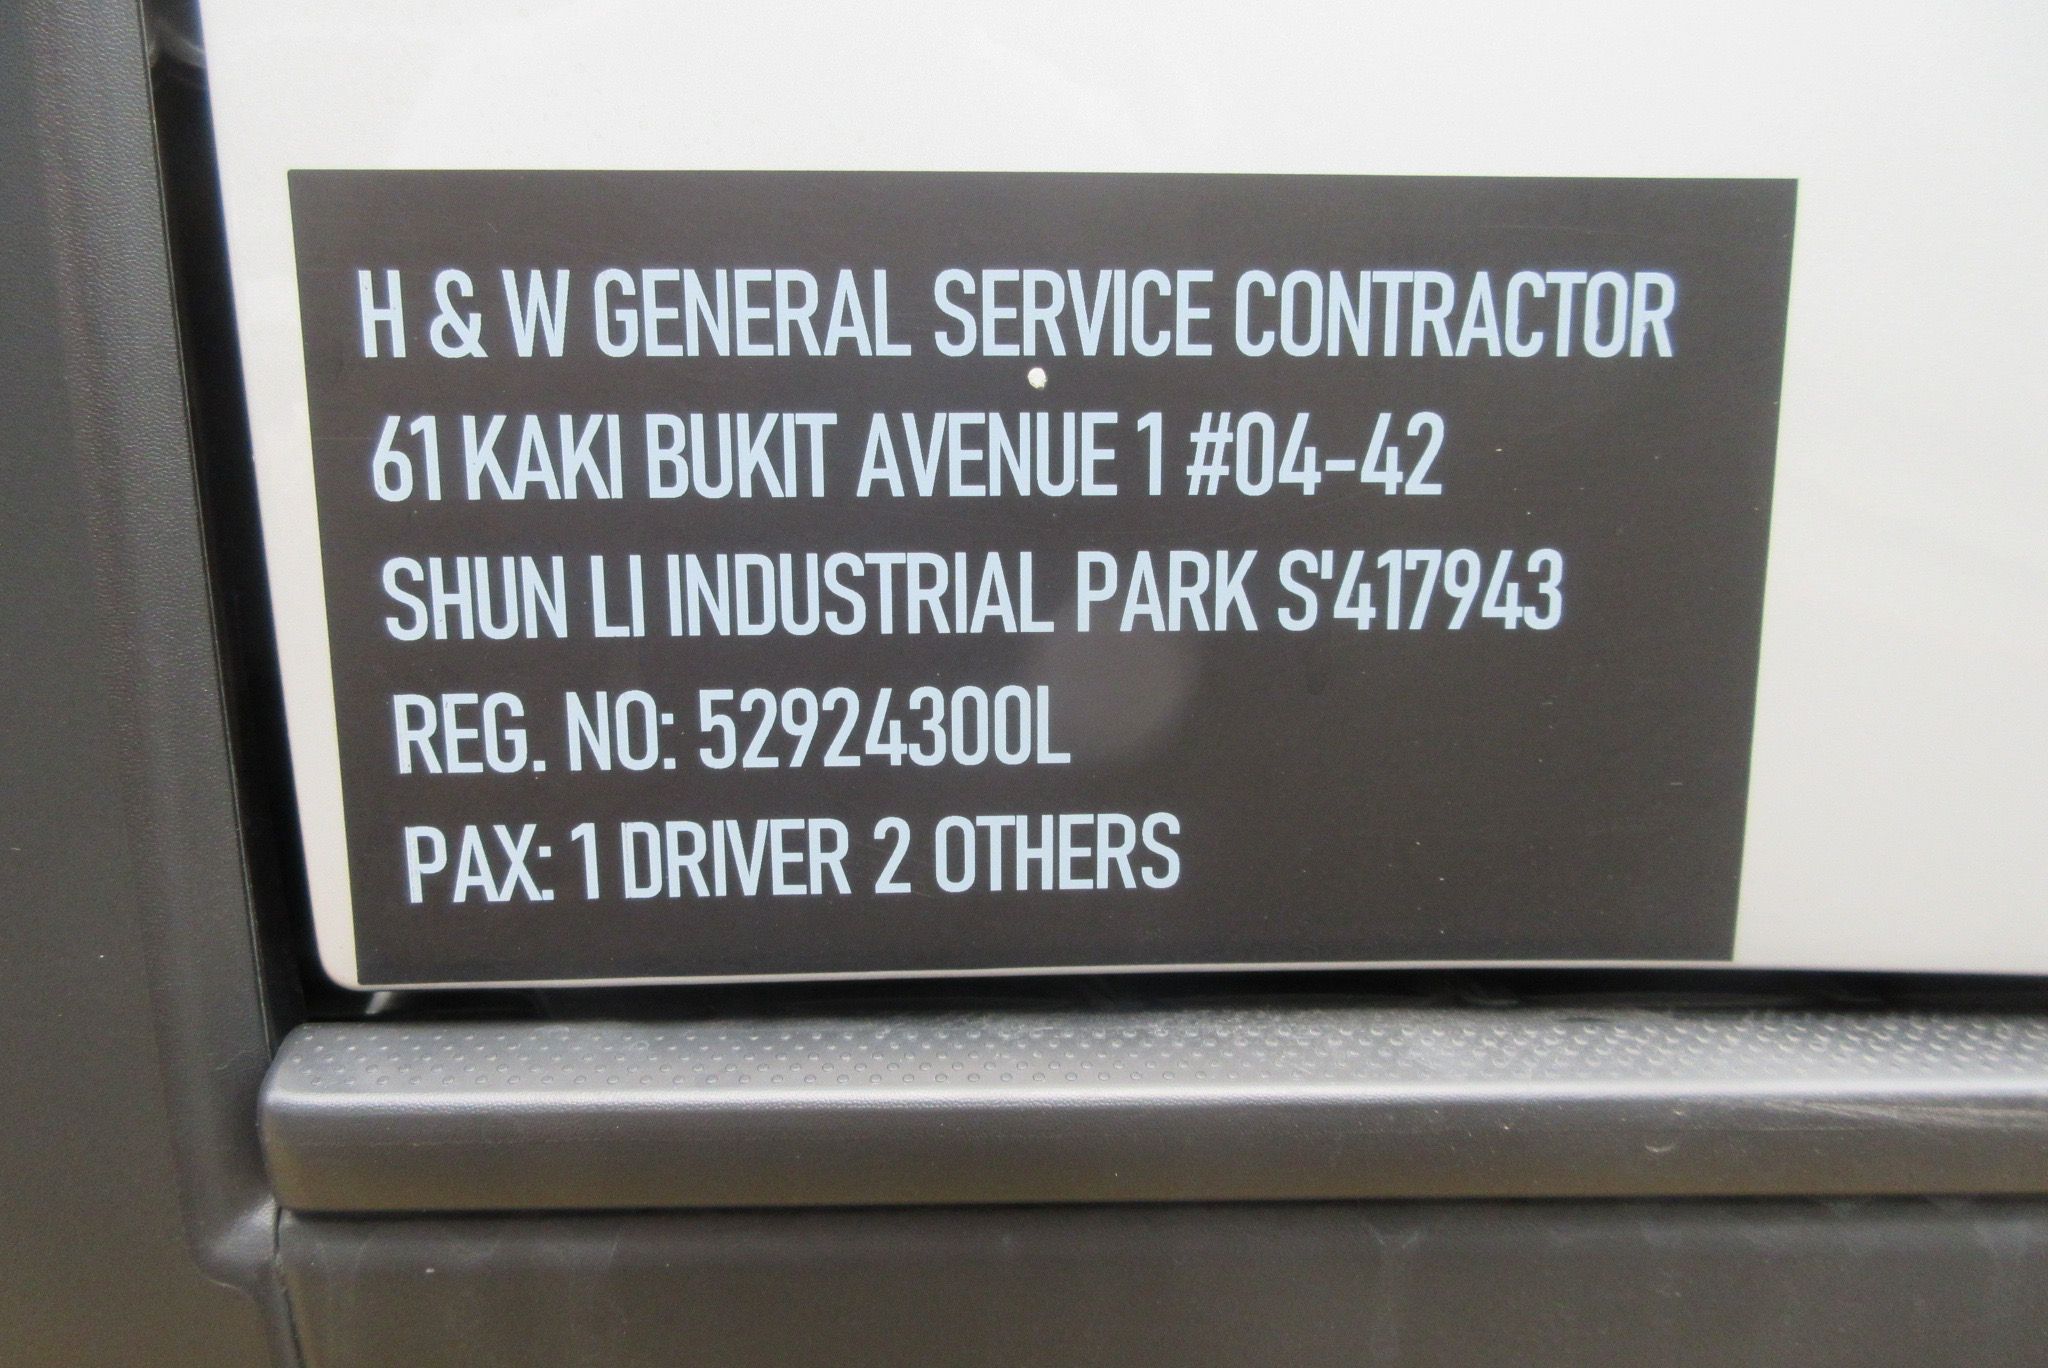 H & W GENERAL SERVICE CONTRACTOR
61 KAKI BUKIT AVENUE 1 #04-42
SHUN LI INDUSTRIAL PARK S'417943
REG. NO: 52924300L
PAX: 1 DRIVER 2 OTHERS